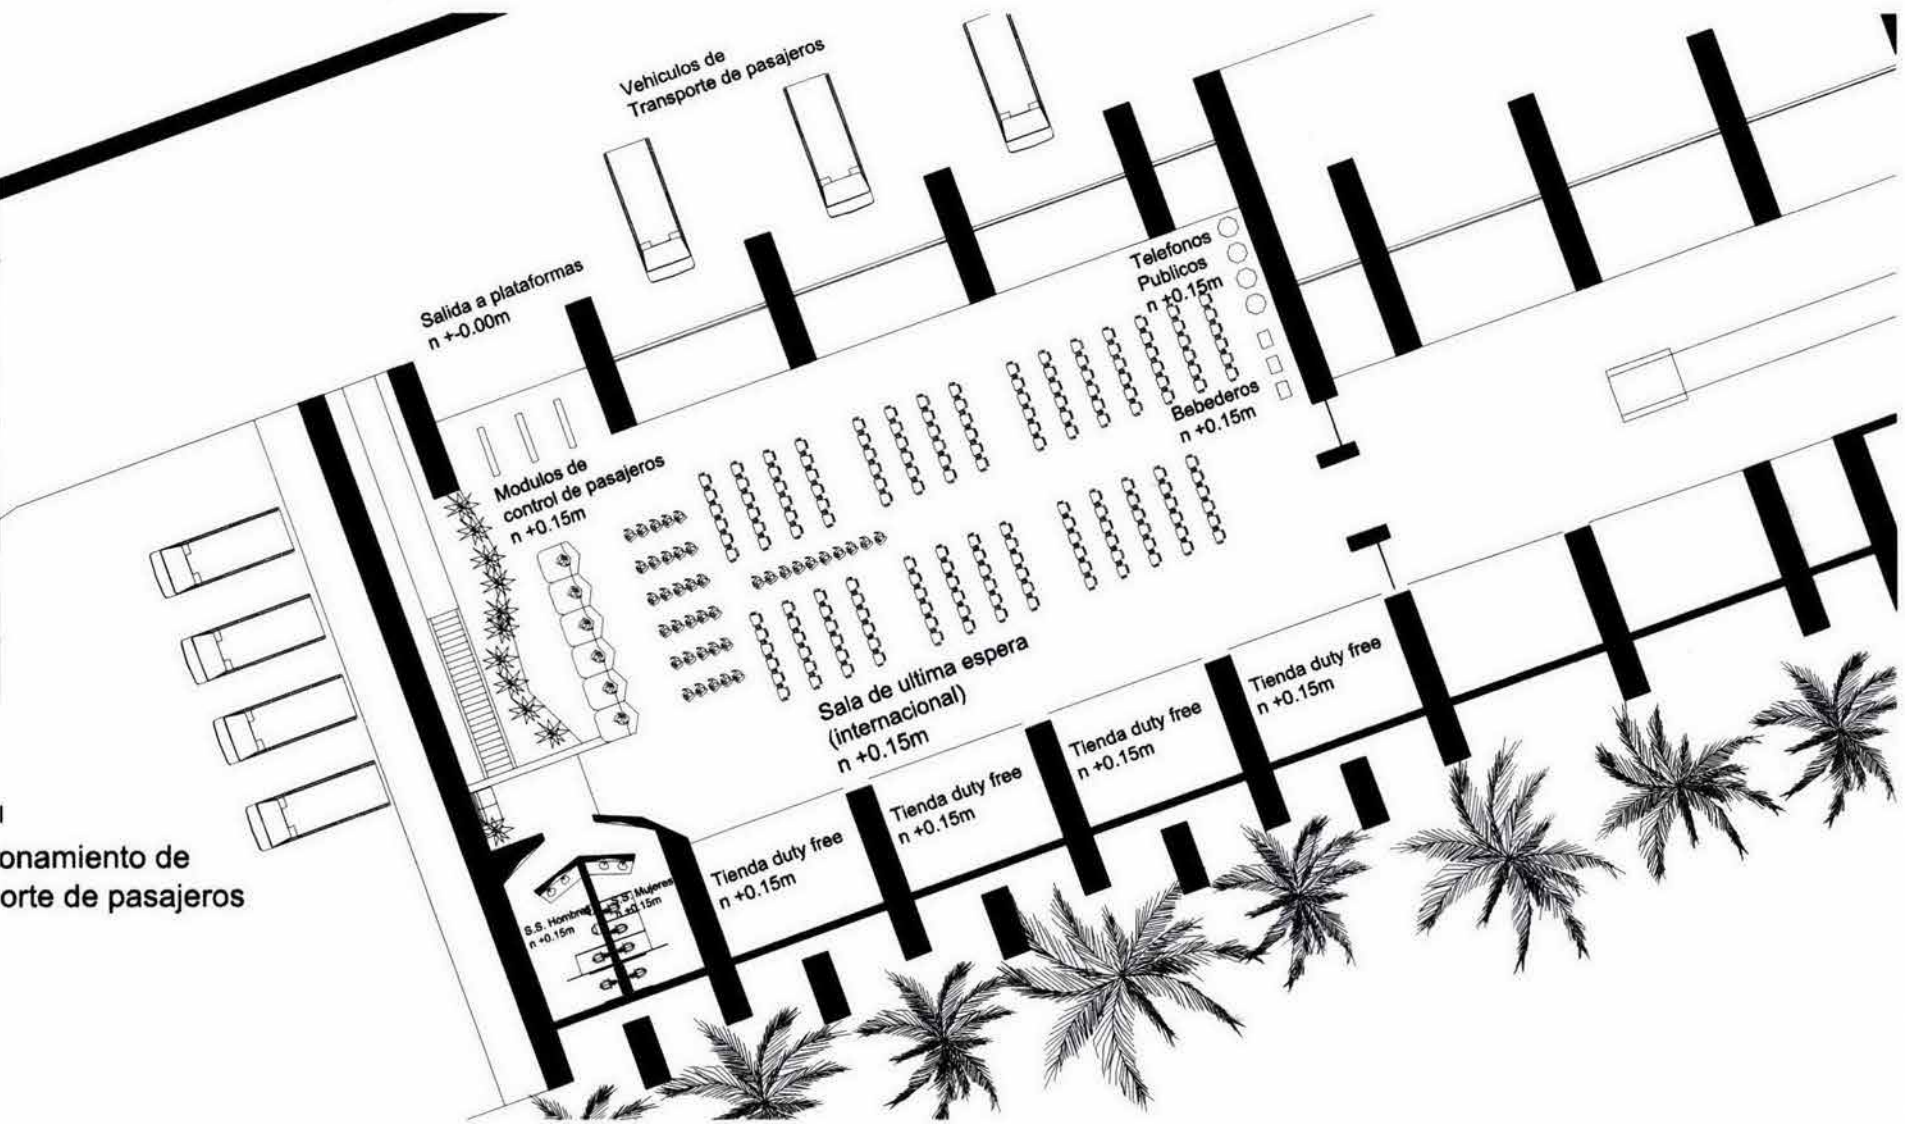 Vehiculos de
Transporte de pasajeros
Salida a plataformas
n +-0.00m
Telefonos
Publicos
n +0.15m
Modulos de
control de pasajeros
n +0.15m
Bebederos
n +0.15m
Sala de ultima espera
(internacional)
n +0.15m
Tienda duty free
n +0.15m
Tienda duty free
n +0.15m
Tienda duty free
n +0.15m
Tienda duty free
n +0.15m
S.S. Hombres
n +0.15m
S.S. Mujeres
n +0.15m
onamiento de
orte de pasajeros